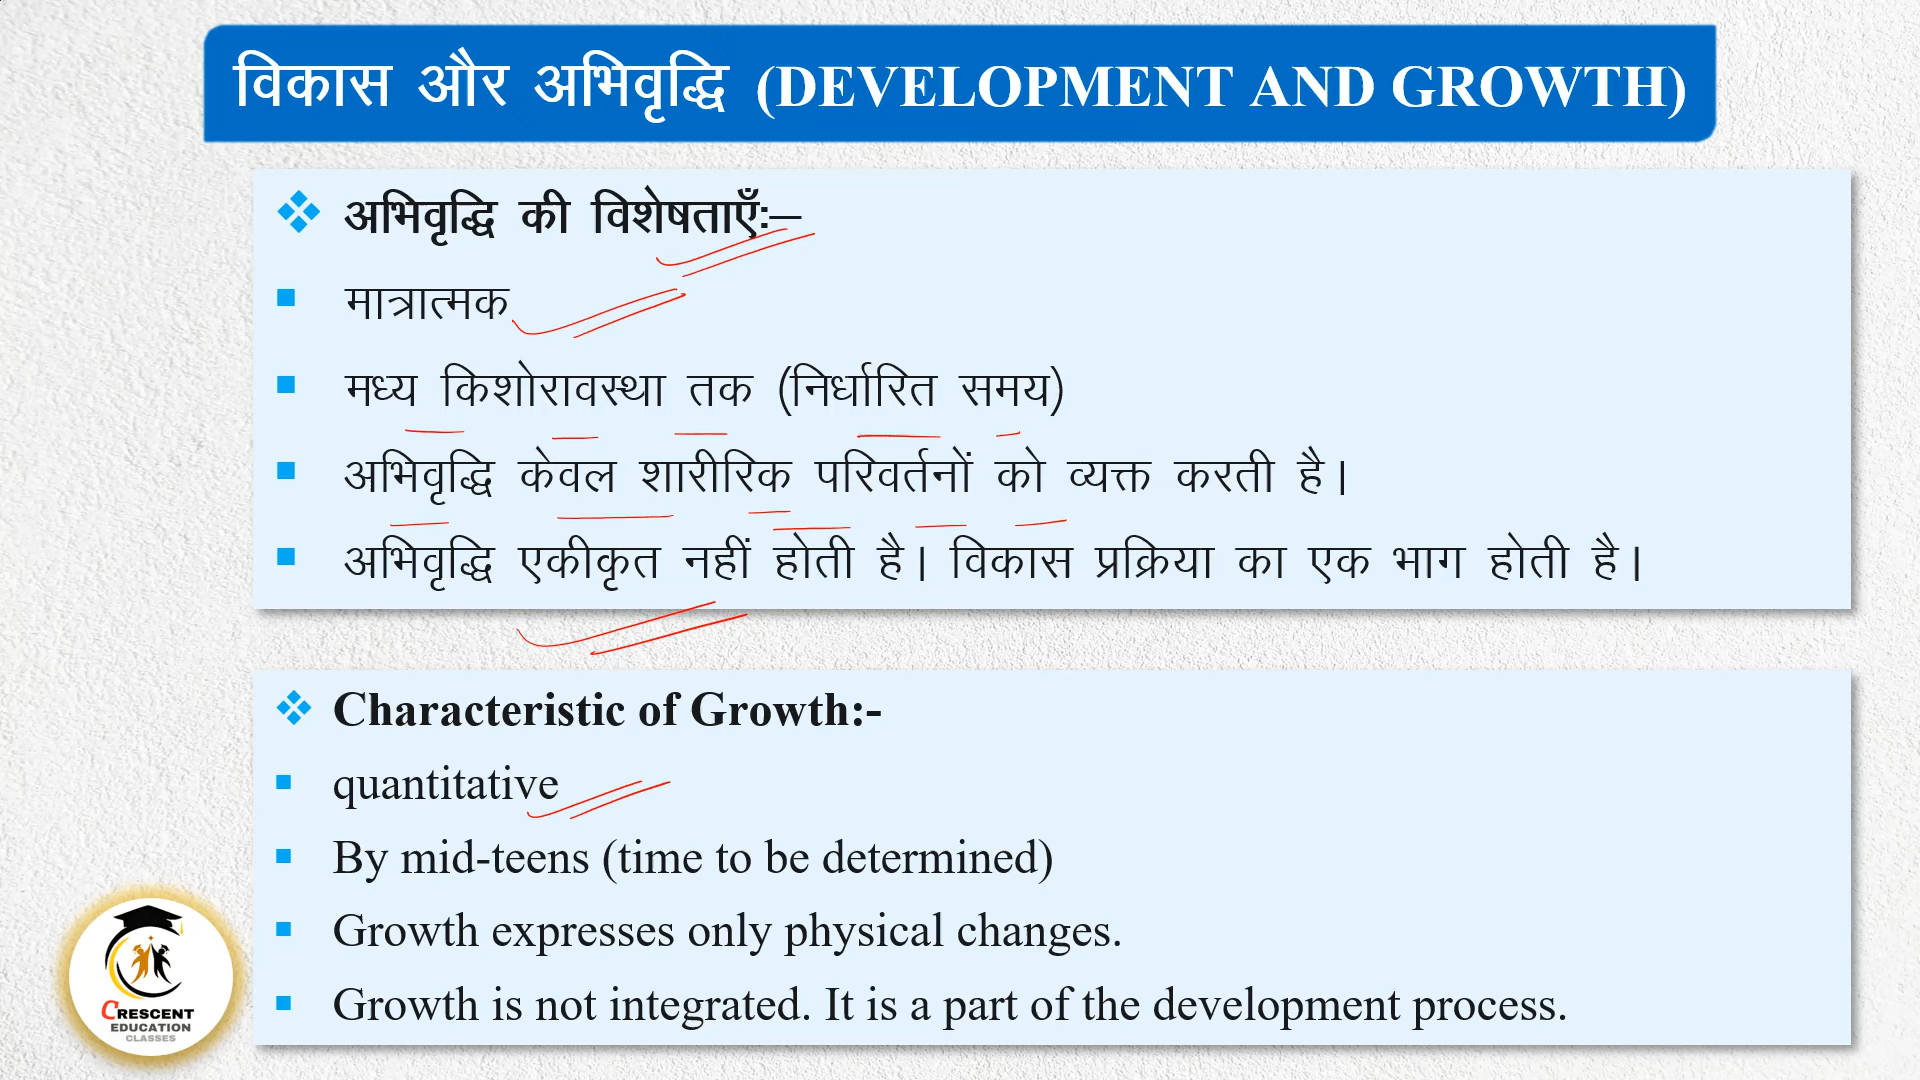 विकास और अभिवृद्धि (DEVELOPMENT AND GROWTH)
अभिवृद्धि की विशेषताएँ:–
मात्रात्मक
मध्य किशोरावस्था तक (निर्धारित समय)
अभिवृद्धि केवल शारीरिक परिवर्तनों को व्यक्त करती है।
अभिवृद्धि एकीकृत नहीं होती है। विकास प्रक्रिया का एक भाग होती है।
Characteristic of Growth:-
quantitative
By mid-teens (time to be determined)
Growth expresses only physical changes.
Growth is not integrated. It is a part of the development process.
CRESCENT
EDUCATION
CLASSES